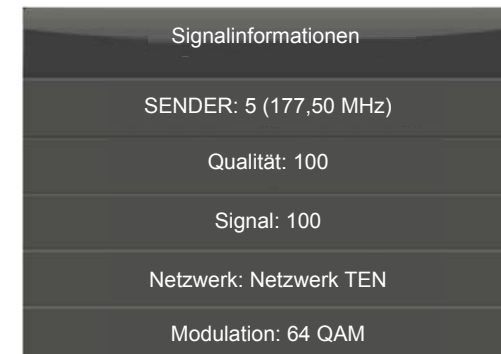 Signalinformationen
SENDER: 5 (177,50 MHz)
Qualität: 100
Signal: 100
Netzwerk: Netzwerk TEN
Modulation: 64 QAM